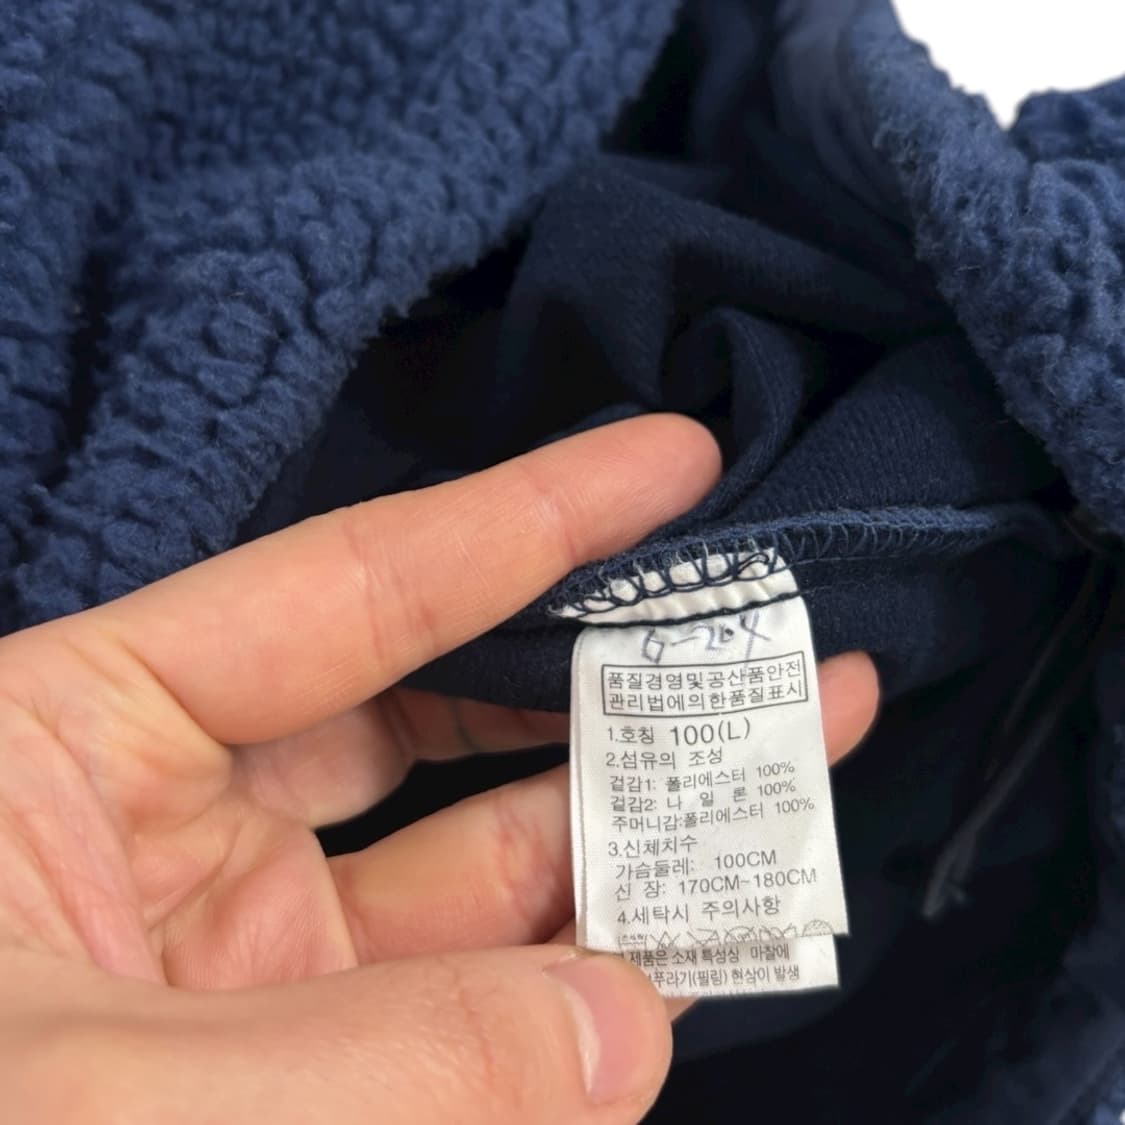 6-204
품질경영및공산품안전
관리법에의한품질표시
1.호칭 100(L)
2.섬유의 조성
겉감1: 폴리에스터 100%
겉감2: 나 일 론 100%
주머니감:폴리에스터 100%
3.신체치수
가슴둘레: 100CM
신 장: 170CM~180CM
4.세탁시 주의사항
제품은 소재 특성상 마찰에
푸라기(필링) 현상이 발생